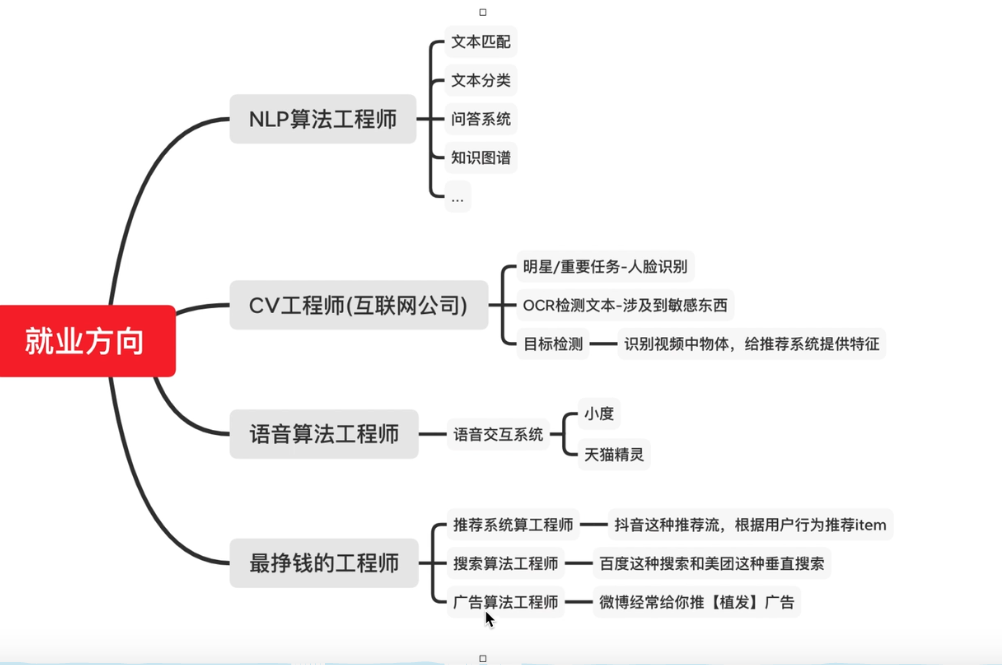 就业方向
NLP算法工程师
文本匹配
文本分类
问答系统
知识图谱
...
CV工程师(互联网公司)
明星/重要任务-人脸识别
OCR检测文本-涉及到敏感东西
目标检测
识别视频中物体，给推荐系统提供特征
语音算法工程师
语音交互系统
小度
天猫精灵
最挣钱的工程师
推荐系统算工程师
抖音这种推荐流，根据用户行为推荐item
搜索算法工程师
百度这种搜索和美团这种垂直搜索
广告算法工程师
微博经常给你推【植发】广告